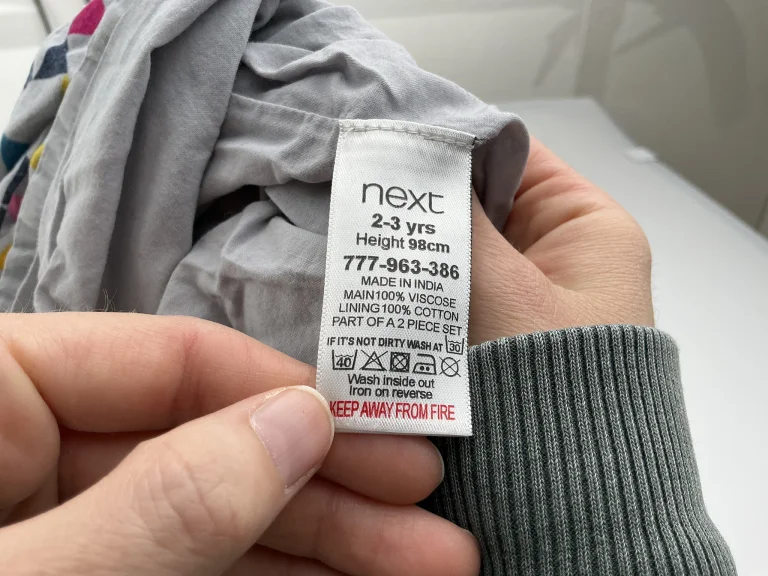 next
2-3 yrs
Height 98cm
777-963-386
MADE IN INDIA
MAIN100% VISCOSE
LINING100% COTTON
PART OF A 2 PIECE SET
IF IT'S NOT DIRTY WASH AT 30
40
Wash inside out
Iron on reverse
KEEP AWAY FROM FIRE